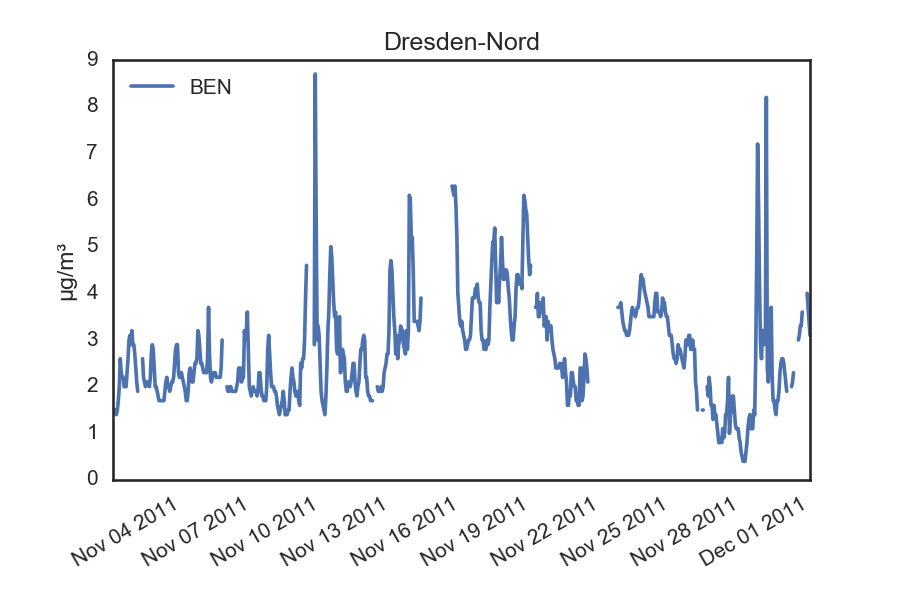 Dresden-Nord
BEN
µg/m³
9
8
7
6
5
4
3
2
1
0
Nov 04 2011
Nov 07 2011
Nov 10 2011
Nov 13 2011
Nov 16 2011
Nov 19 2011
Nov 22 2011
Nov 25 2011
Nov 28 2011
Dec 01 2011